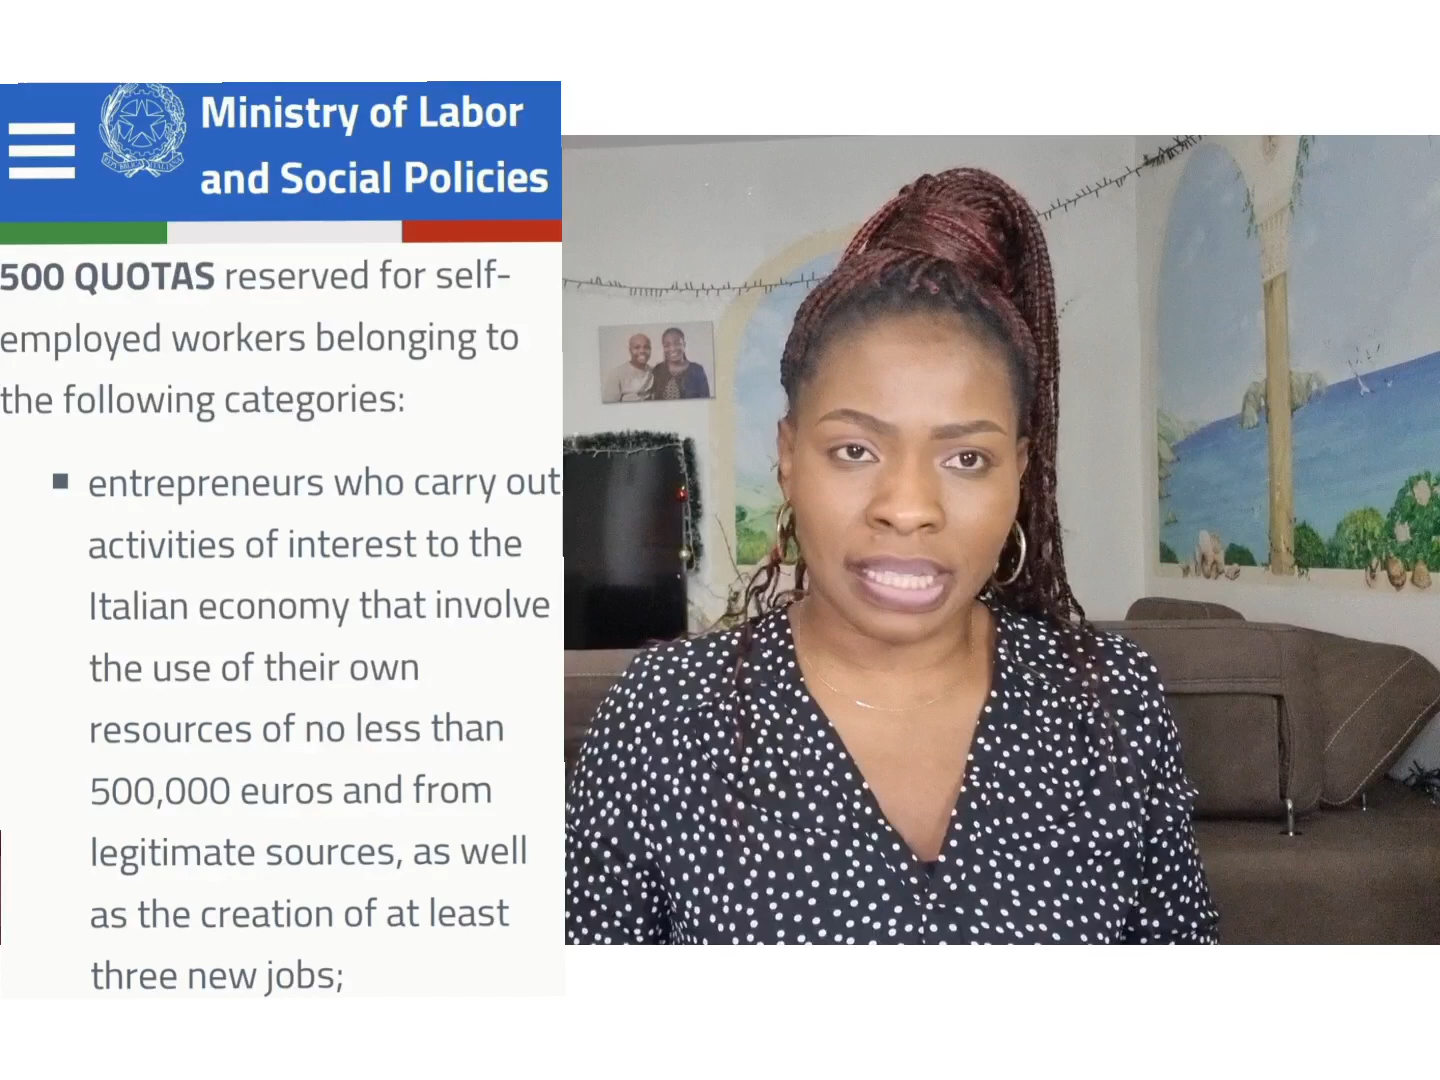 Ministry of Labor
and Social Policies
500 QUOTAS reserved for self-
employed workers belonging to
the following categories:
▪ entrepreneurs who carry out
activities of interest to the
Italian economy that involve
the use of their own
resources of no less than
500,000 euros and from
legitimate sources, as well
as the creation of at least
three new jobs;